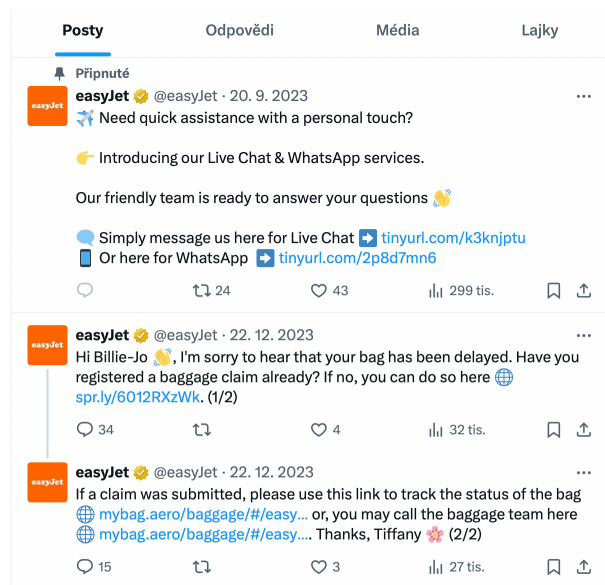 Posty Odpovědi Média Lajky
Připnuté
easyJet @easyJet · 20. 9. 2023
✈️ Need quick assistance with a personal touch?
👉 Introducing our Live Chat & WhatsApp services.
Our friendly team is ready to answer your questions 👋
💬 Simply message us here for Live Chat ➡️ tinyurl.com/k3knjptu
📱 Or here for WhatsApp ➡️ tinyurl.com/2p8d7mn6
24 43 299 tis.
easyJet @easyJet · 22. 12. 2023
Hi Billie-Jo 👋, I'm sorry to hear that your bag has been delayed. Have you
registered a baggage claim already? If no, you can do so here 🌐
spr.ly/6012RXzWk. (1/2)
34 4 32 tis.
easyJet @easyJet · 22. 12. 2023
If a claim was submitted, please use this link to track the status of the bag
🌐 mybag.aero/baggage/#/easy... or, you may call the baggage team here
🌐 mybag.aero/baggage/#/easy.... Thanks, Tiffany 🌸 (2/2)
15 3 27 tis.